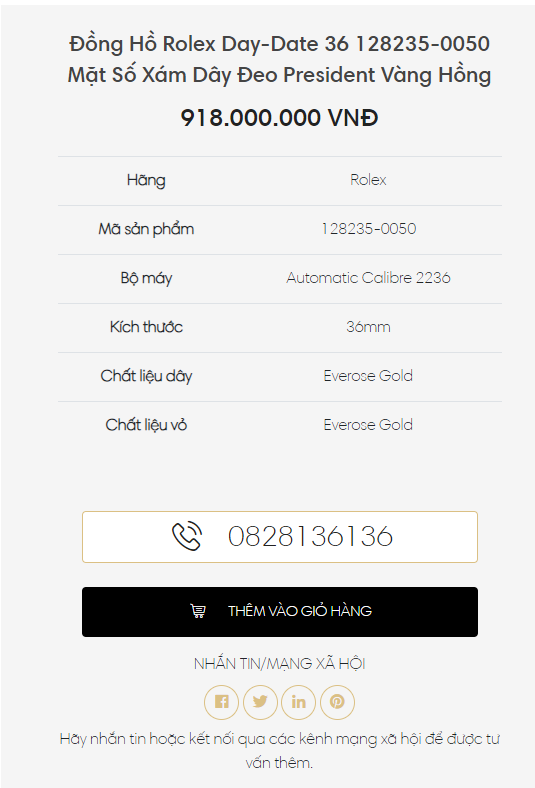 Đồng Hồ Rolex Day-Date 36 128235-0050
Mặt Số Xám Dây Đeo President Vàng Hồng
918.000.000 VNĐ
Hãng Rolex
Mã sản phẩm 128235-0050
Bộ máy Automatic Calibre 2236
Kích thước 36mm
Chất liệu dây Everose Gold
Chất liệu vỏ Everose Gold
0828136136
THÊM VÀO GIỎ HÀNG
NHẮN TIN/MẠNG XÃ HỘI
Hãy nhắn tin hoặc kết nối qua các kênh mạng xã hội để được tư
vấn thêm.